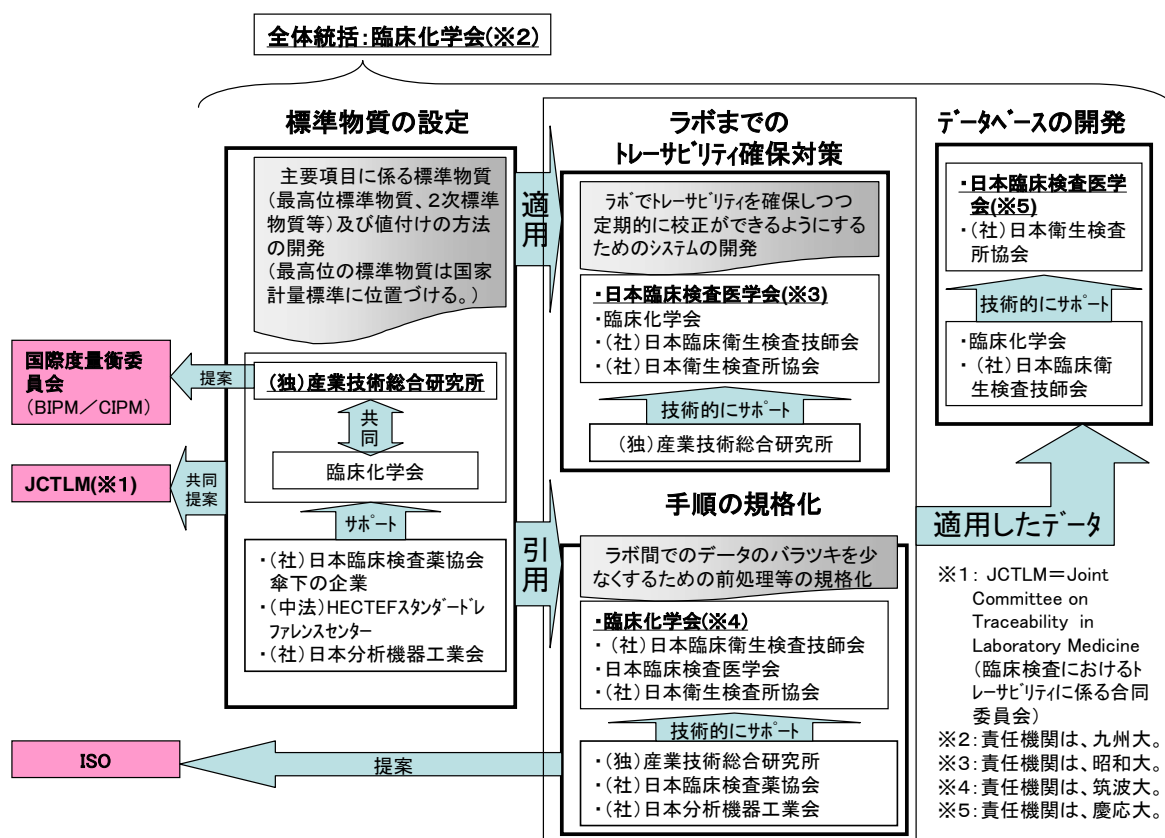 全体統括：臨床化学会(※２)
標準物質の設定
主要項目に係る標準物質
(最高位標準物質、２次標準
物質等)及び値付けの方法
の開発
(最高位の標準物質は国家
計量標準に位置づける。)
(独)産業技術総合研究所
共
同
臨床化学会
サポート
・(社)日本臨床検査薬協会
傘下の企業
・(中法)HECTEFスタンダードレ
ファレンスセンター
・(社)日本分析機器工業会
国際度量衡委
員会
(BIPM／CIPM)
提案
JCTLM(※１)
共同
提案
ISO
提案
適
用
引
用
ラボまでの
トレーサビリティ確保対策
ラボでトレーサビリティを確保しつつ
定期的に校正ができるようにする
ためのシステムの開発
・日本臨床検査医学会(※３)
・臨床化学会
・(社)日本臨床衛生検査技師会
・(社)日本衛生検査所協会
技術的にサポート
(独)産業技術総合研究所
手順の規格化
ラボ間でのデータのバラツキを少
なくするための前処理等の規格化
・臨床化学会(※４)
・(社)日本臨床衛生検査技師会
・日本臨床検査医学会
・(社)日本衛生検査所協会
技術的にサポート
・(独)産業技術総合研究所
・(社)日本臨床検査薬協会
・(社)日本分析機器工業会
データベースの開発
・日本臨床検査医学
会(※５)
・(社)日本衛生検査
所協会
技術的にサポート
・臨床化学会
・(社)日本臨床衛
生検査技師会
適用したデータ
※１：JCTLM＝Joint
Committee on
Traceability in
Laboratory Medicine
(臨床検査におけるト
レーサビリティに係る合同
委員会)
※２：責任機関は、九州大。
※３：責任機関は、昭和大。
※４：責任機関は、筑波大。
※５：責任機関は、慶応大。